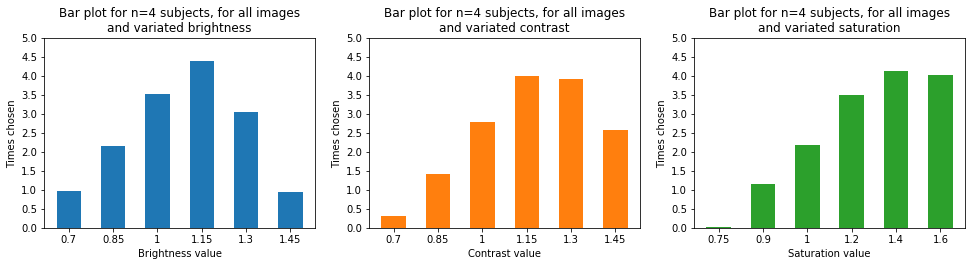 Bar plot for n=4 subjects, for all images
and variated brightness
5.0
4.5
4.0
3.5
3.0
2.5
2.0
1.5
1.0
0.5
0.0
Times chosen
0.7 0.85 1 1.15 1.3 1.45
Brightness value
Bar plot for n=4 subjects, for all images
and variated contrast
5.0
4.5
4.0
3.5
3.0
2.5
2.0
1.5
1.0
0.5
0.0
Times chosen
0.7 0.85 1 1.15 1.3 1.45
Contrast value
Bar plot for n=4 subjects, for all images
and variated saturation
5.0
4.5
4.0
3.5
3.0
2.5
2.0
1.5
1.0
0.5
0.0
Times chosen
0.75 0.9 1 1.2 1.4 1.6
Saturation value